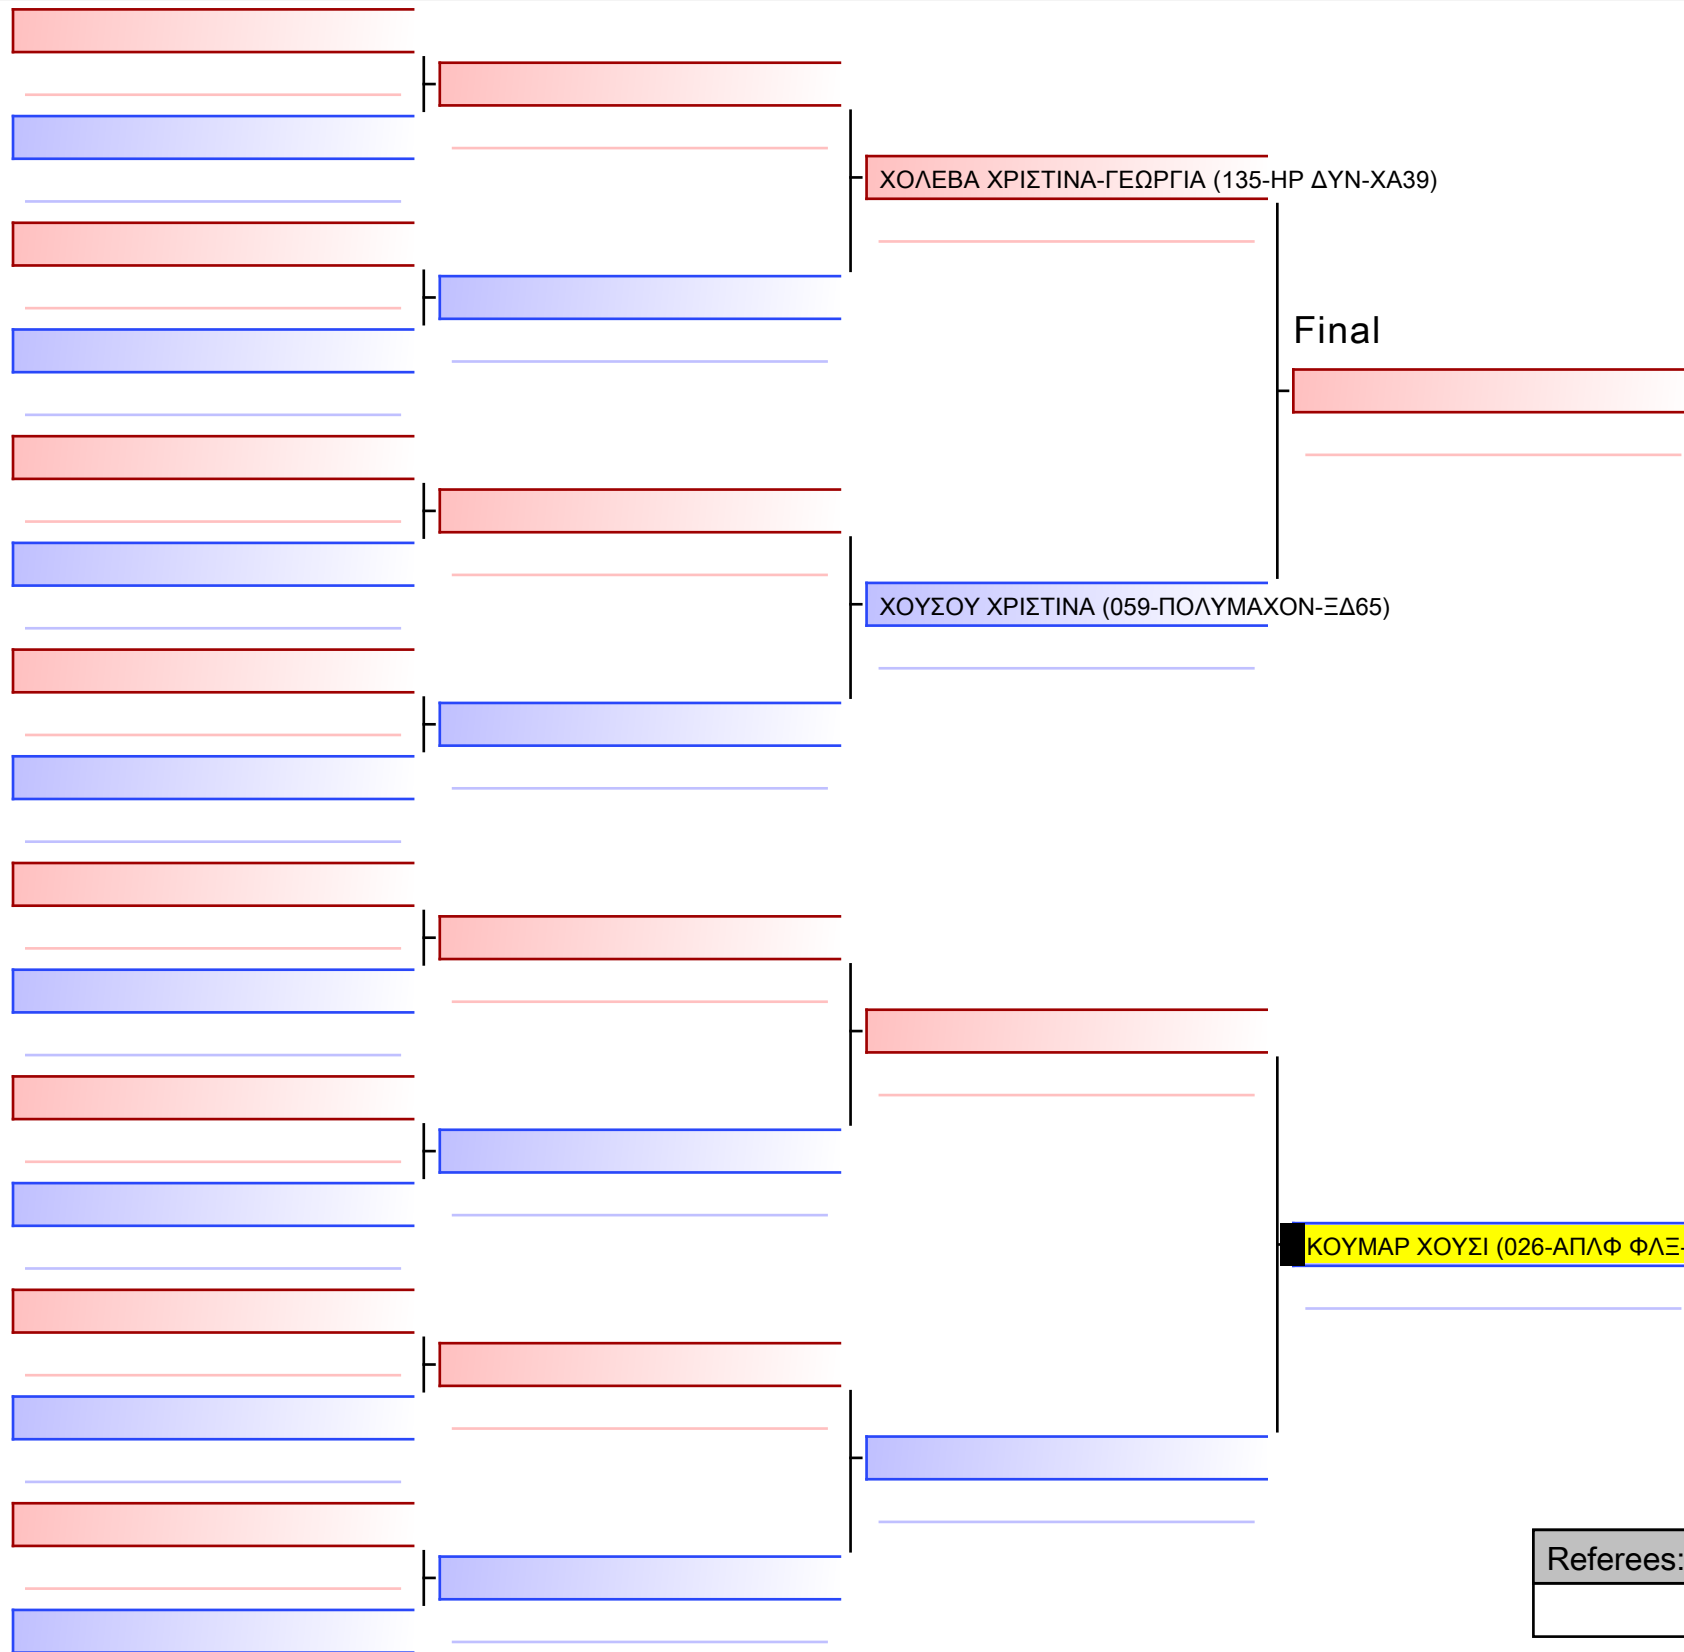 ΧΟΛΕΒΑ ΧΡΙΣΤΙΝΑ-ΓΕΩΡΓΙΑ (135-ΗΡ ΔΥΝ-ΧΑ39)
Final
ΧΟΥΣΟΥ ΧΡΙΣΤΙΝΑ (059-ΠΟΛΥΜΑΧΟΝ-ΞΔ65)
ΚΟΥΜΑΡ ΧΟΥΣΙ (026-ΑΠΛΦ ΦΛΞ-
Referees: